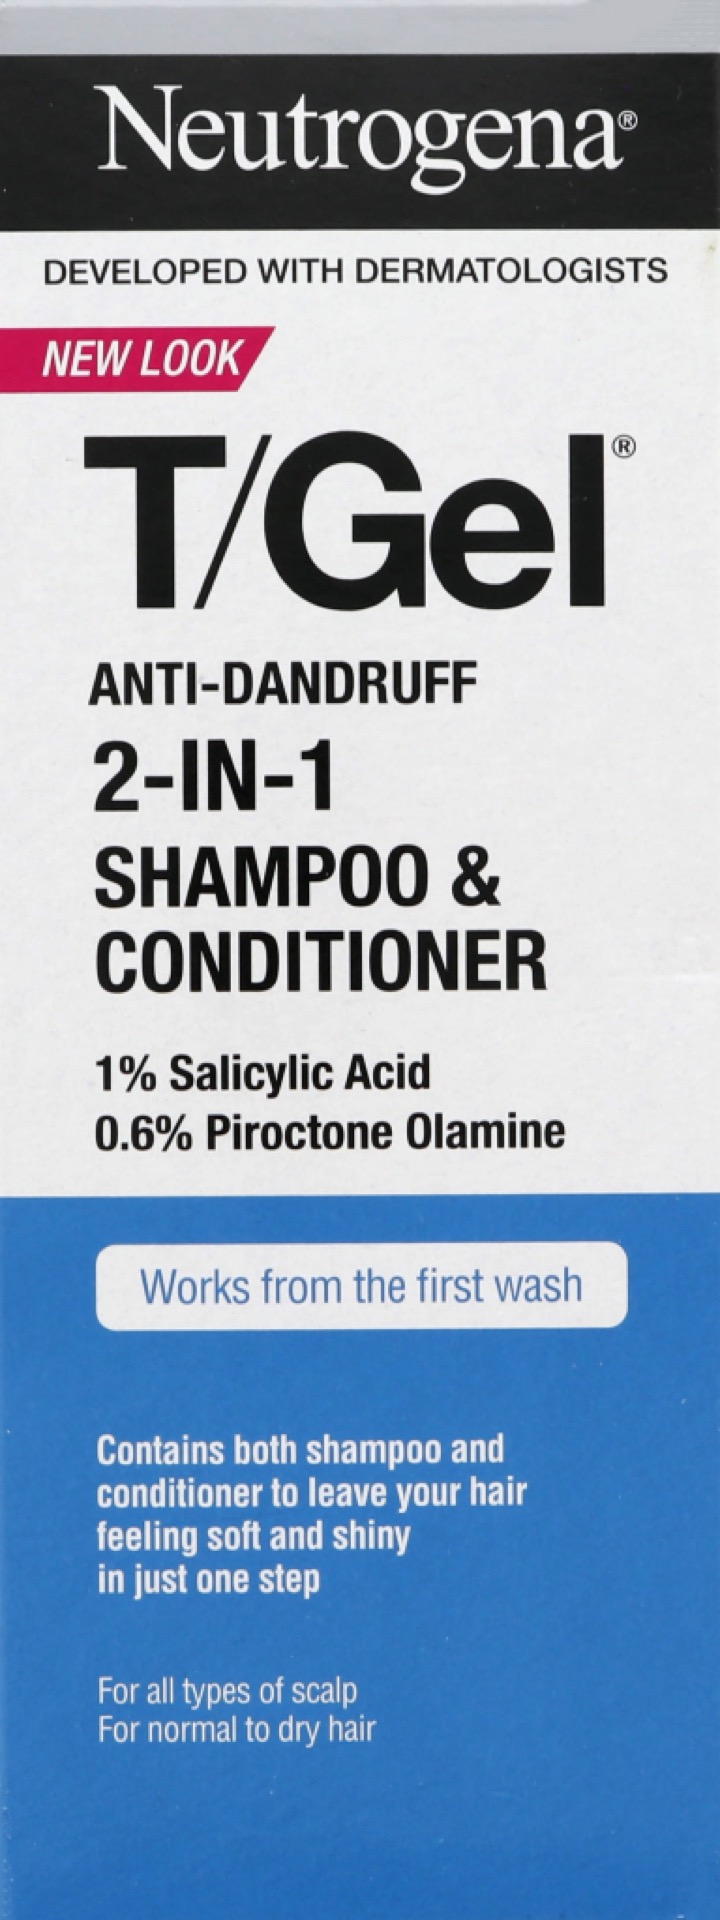 Neutrogena®
DEVELOPED WITH DERMATOLOGISTS
NEW LOOK
T/Gel®
ANTI-DANDRUFF
2-IN-1
SHAMPOO &
CONDITIONER
1% Salicylic Acid
0.6% Piroctone Olamine
Works from the first wash
Contains both shampoo and
conditioner to leave your hair
feeling soft and shiny
in just one step
For all types of scalp
For normal to dry hair